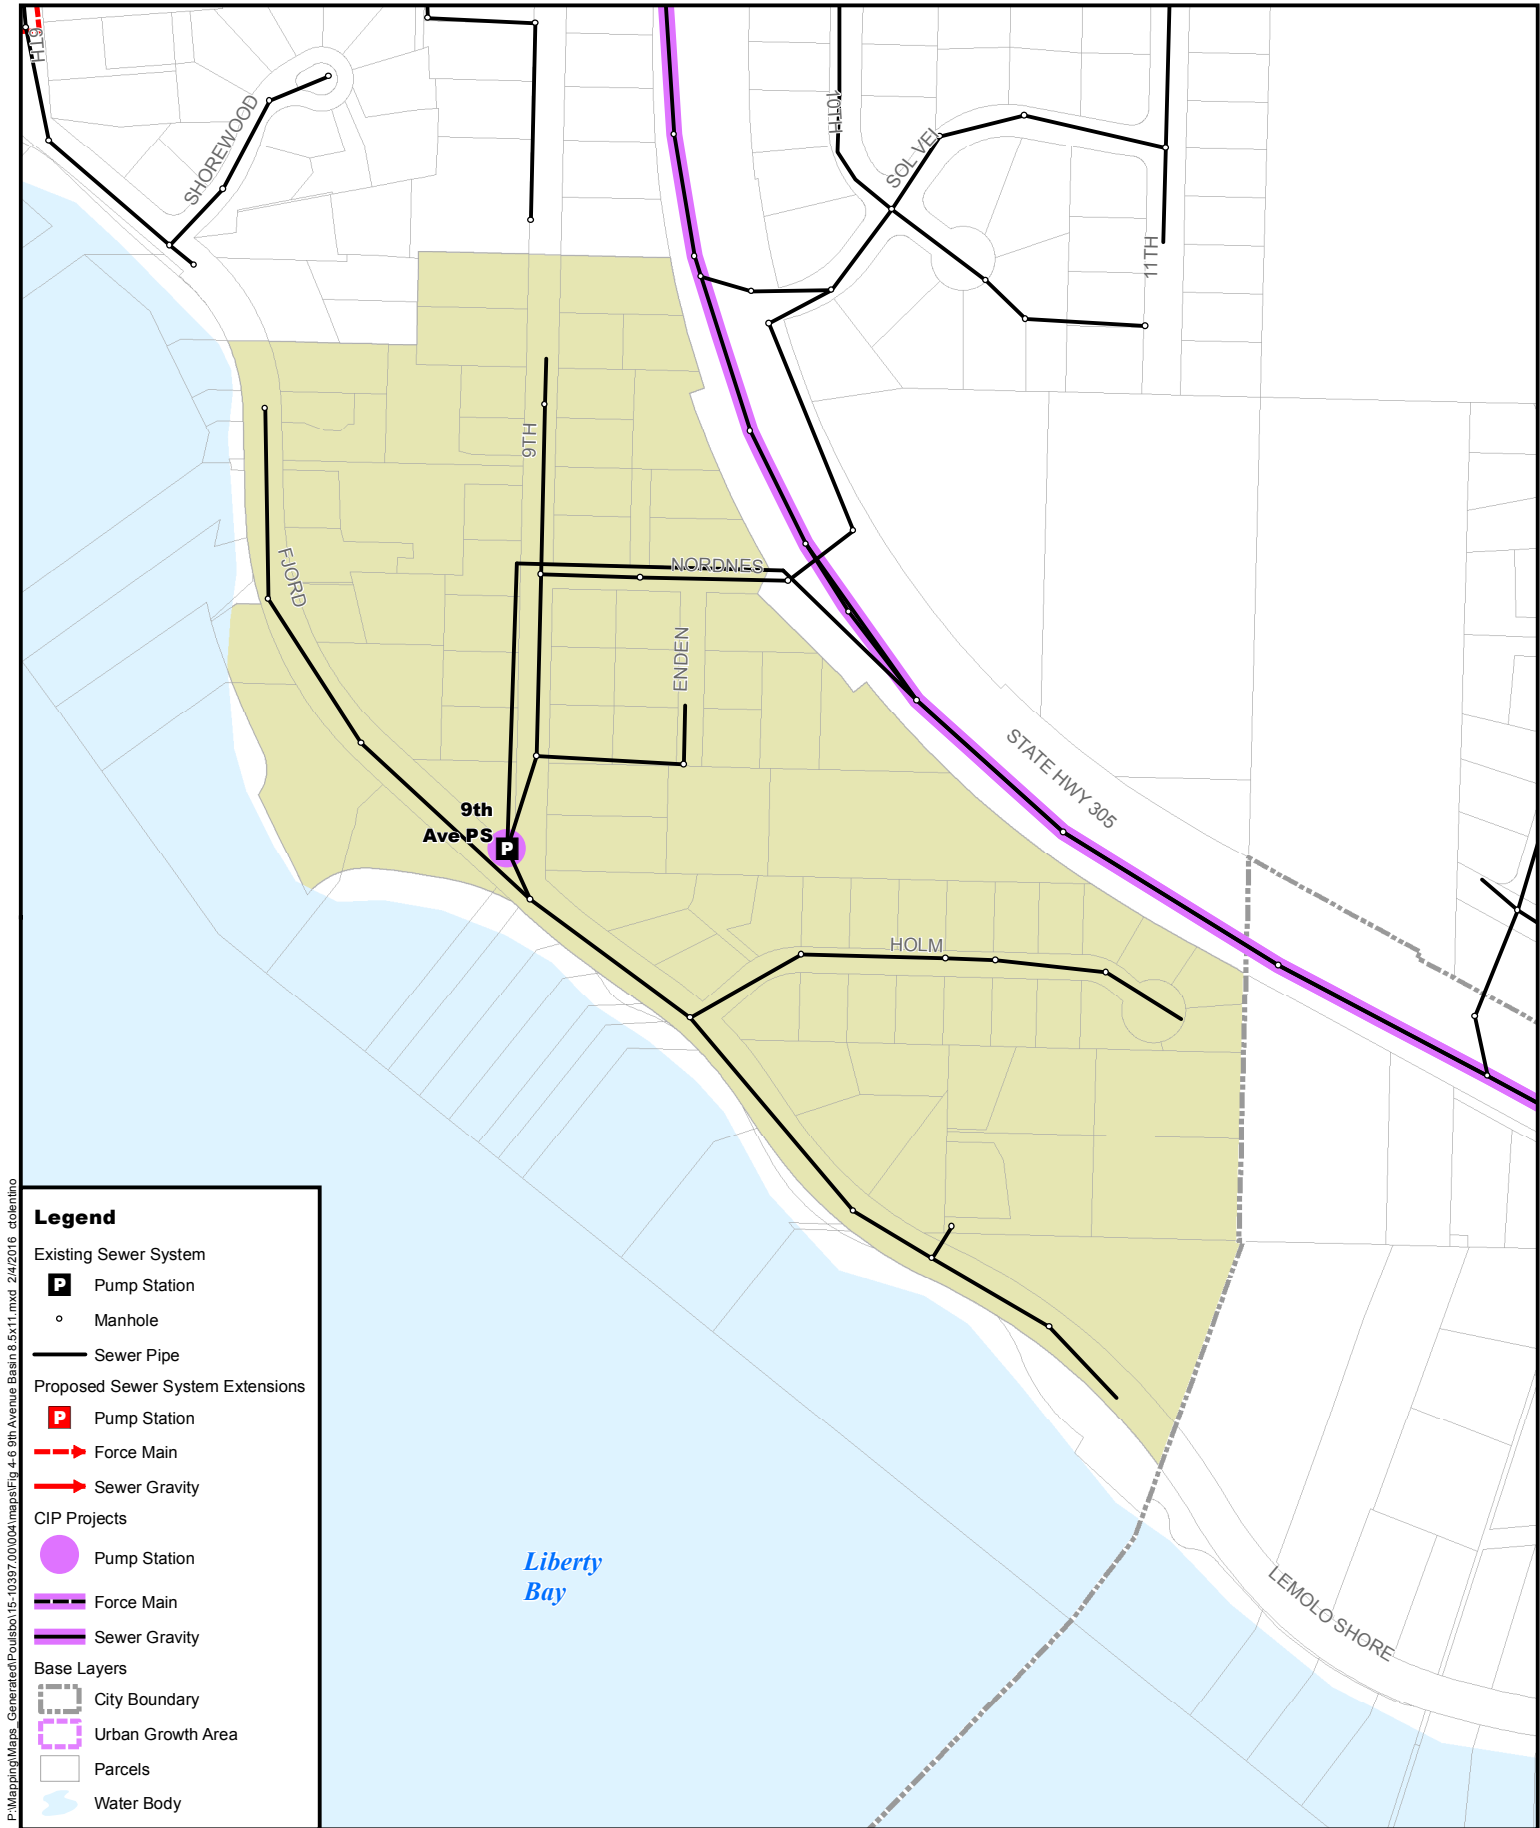 6TH
SHOREWOOD
10TH
SOL VEI
11TH
9TH
NORDNES
FJORD
ENDEN
STATE HWY 305
9th
Ave PS
P
HOLM
LEMOLO SHORE
Liberty
Bay
Legend
Existing Sewer System
P Pump Station
Manhole
Sewer Pipe
Proposed Sewer System Extensions
P Pump Station
Force Main
Sewer Gravity
CIP Projects
Pump Station
Force Main
Sewer Gravity
Base Layers
City Boundary
Urban Growth Area
Parcels
Water Body
P:\Mapping\Maps_Generated\Poulsbo\15-10397.00\004\maps\Fig 4-6 9th Avenue Basin 8.5x11.mxd 2/4/2016 ctolentino